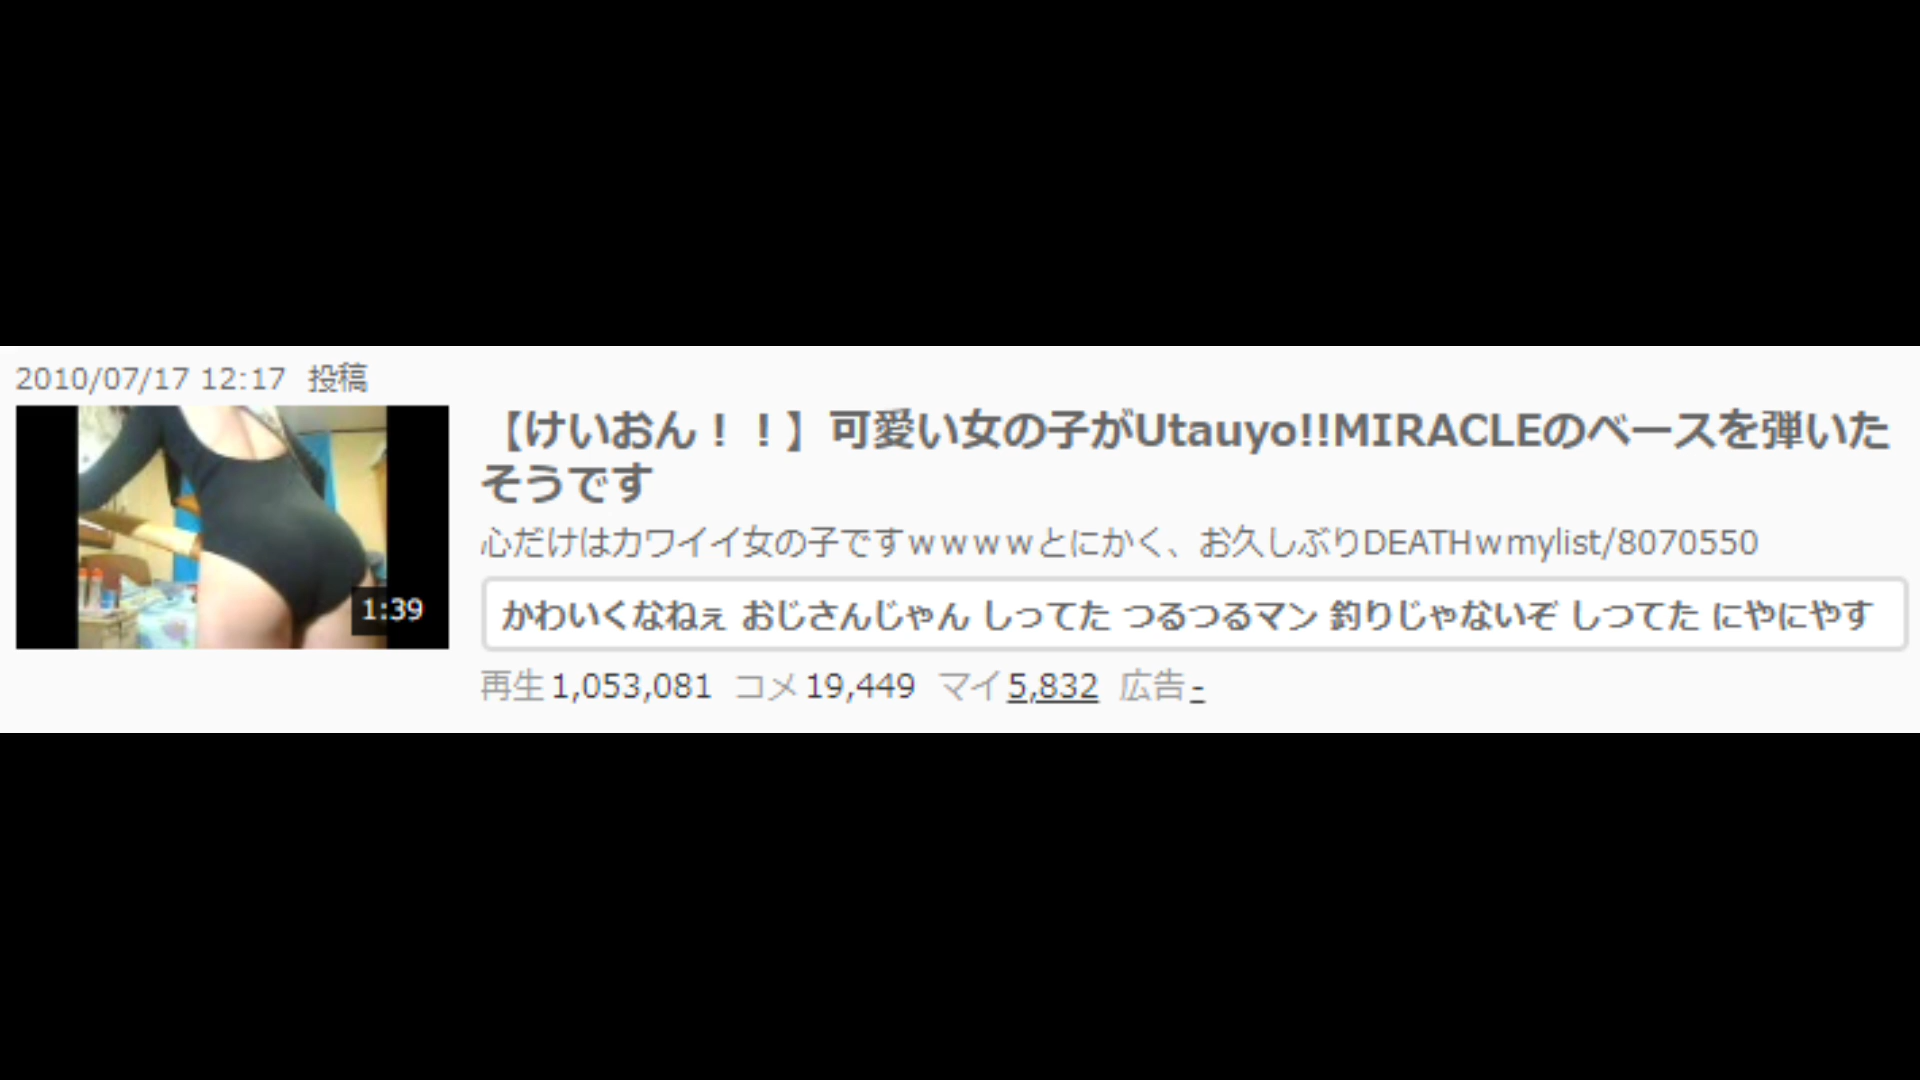 2010/07/17 12:17 投稿
1:39
【けいおん！！】可愛い女の子がUtauyo!!MIRACLEのベースを弾いた
そうです
心だけはカワイイ女の子ですｗｗｗｗとにかく、お久しぶりDEATHｗmylist/8070550
かわいくなねぇ おじさんじゃん しってた つるつるマン 釣りじゃないぞ しつてた にやにやす
再生1,053,081 コメ19,449 マイ5,832 広告-